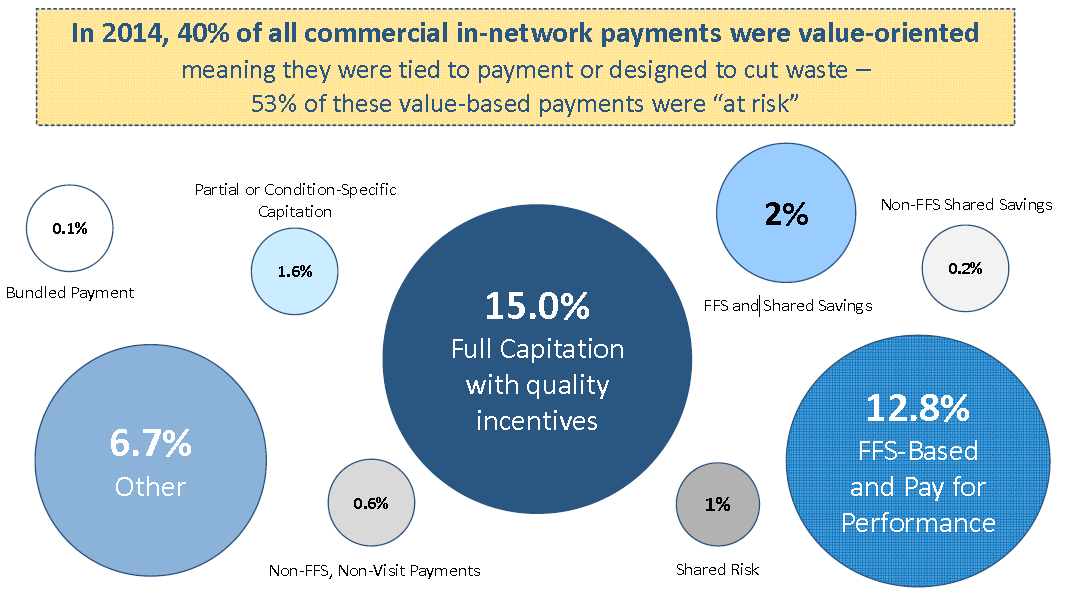 In 2014, 40% of all commercial in-network payments were value-oriented
meaning they were tied to payment or designed to cut waste –
53% of these value-based payments were “at risk”
0.1%
Bundled Payment
Partial or Condition-Specific
Capitation
1.6%
15.0%
Full Capitation
with quality
incentives
2%
FFS and Shared Savings
Non-FFS Shared Savings
0.2%
6.7%
Other
0.6%
Non-FFS, Non-Visit Payments
1%
Shared Risk
12.8%
FFS-Based
and Pay for
Performance